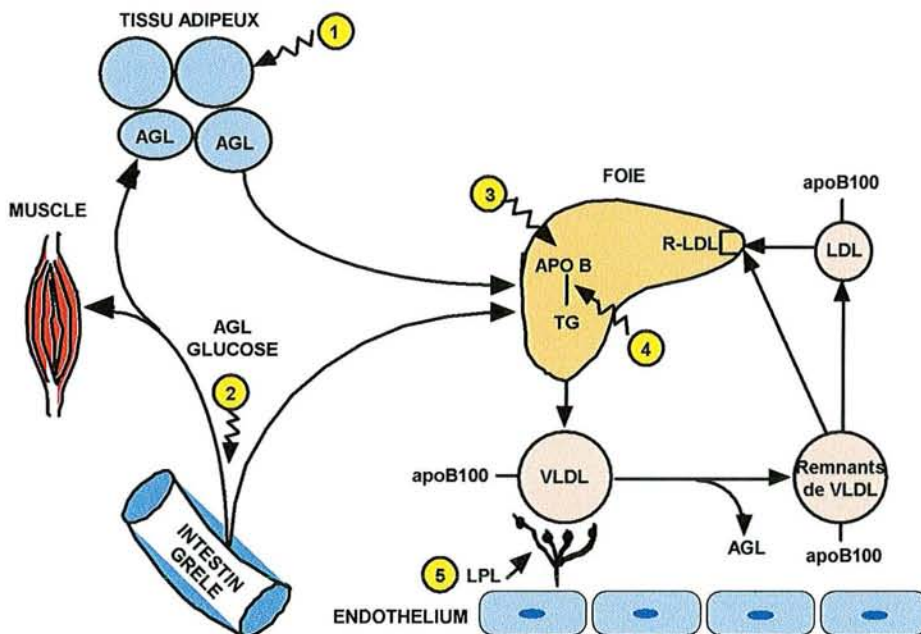 TISSU ADIPEUX
1
AGL
AGL
MUSCLE
AGL
GLUCOSE
2
INTESTIN
GRELE
FOIE
3
APO B
TG
4
R-LDL
apoB100
LDL
apoB100
VLDL
AGL
Remnants
de VLDL
apoB100
5
LPL
ENDOTHELIUM